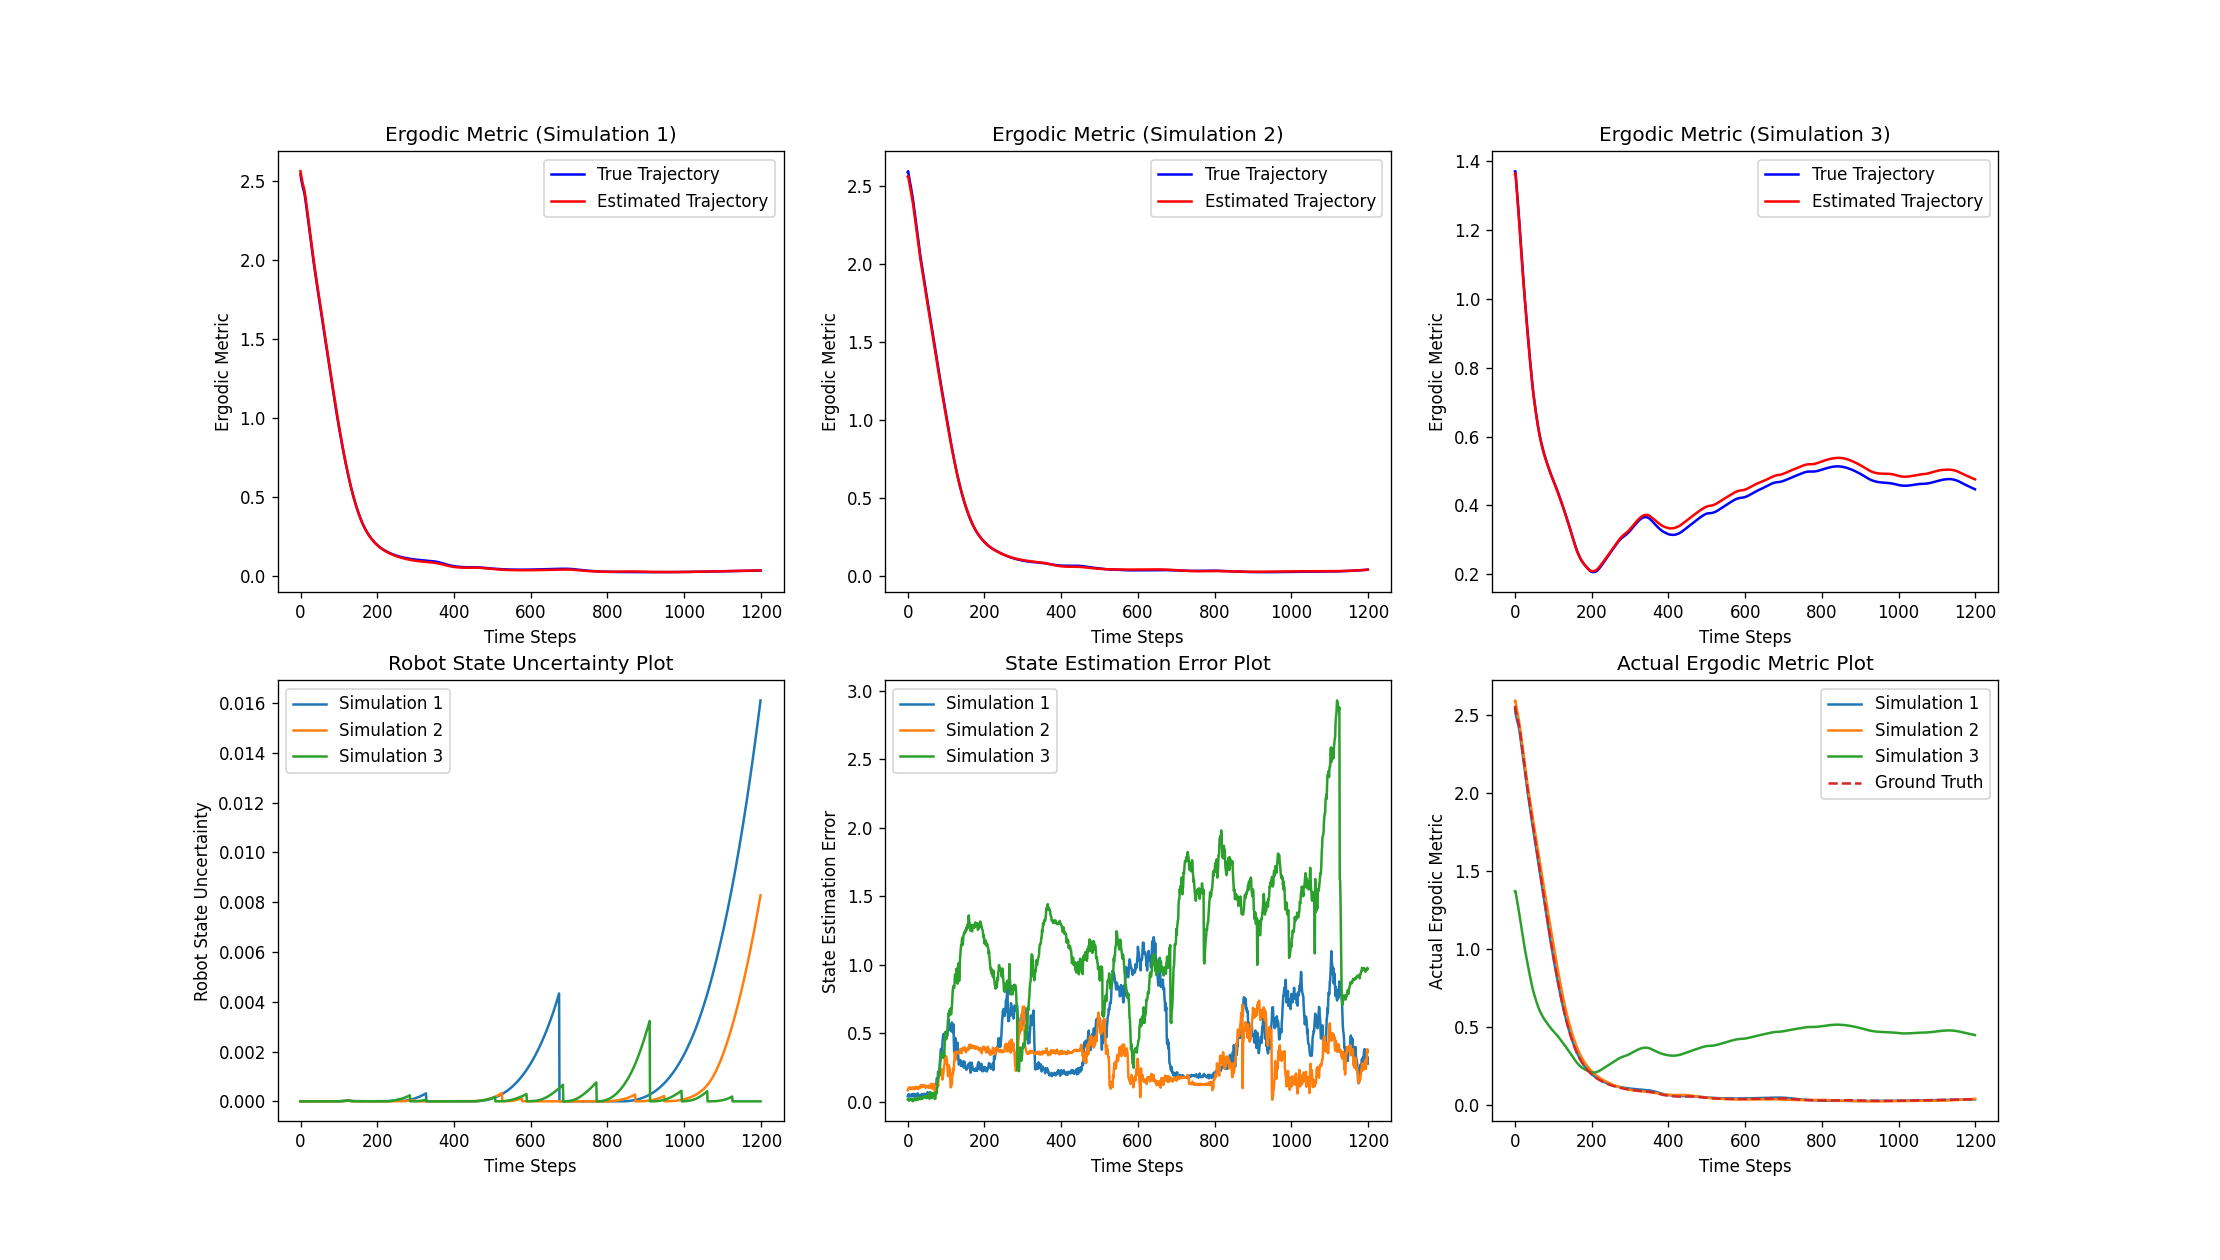 Ergodic Metric (Simulation 1)
Ergodic Metric
2.5
2.0
1.5
1.0
0.5
0.0
True Trajectory
Estimated Trajectory
0 200 400 600 800 1000 1200
Time Steps
Ergodic Metric (Simulation 2)
Ergodic Metric
2.5
2.0
1.5
1.0
0.5
0.0
True Trajectory
Estimated Trajectory
0 200 400 600 800 1000 1200
Time Steps
Ergodic Metric (Simulation 3)
Ergodic Metric
1.4
1.2
1.0
0.8
0.6
0.4
0.2
True Trajectory
Estimated Trajectory
0 200 400 600 800 1000 1200
Time Steps
Robot State Uncertainty Plot
Robot State Uncertainty
0.016
0.014
0.012
0.010
0.008
0.006
0.004
0.002
0.000
Simulation 1
Simulation 2
Simulation 3
0 200 400 600 800 1000 1200
Time Steps
State Estimation Error Plot
State Estimation Error
3.0
2.5
2.0
1.5
1.0
0.5
0.0
Simulation 1
Simulation 2
Simulation 3
0 200 400 600 800 1000 1200
Time Steps
Actual Ergodic Metric Plot
Actual Ergodic Metric
2.5
2.0
1.5
1.0
0.5
0.0
Simulation 1
Simulation 2
Simulation 3
Ground Truth
0 200 400 600 800 1000 1200
Time Steps